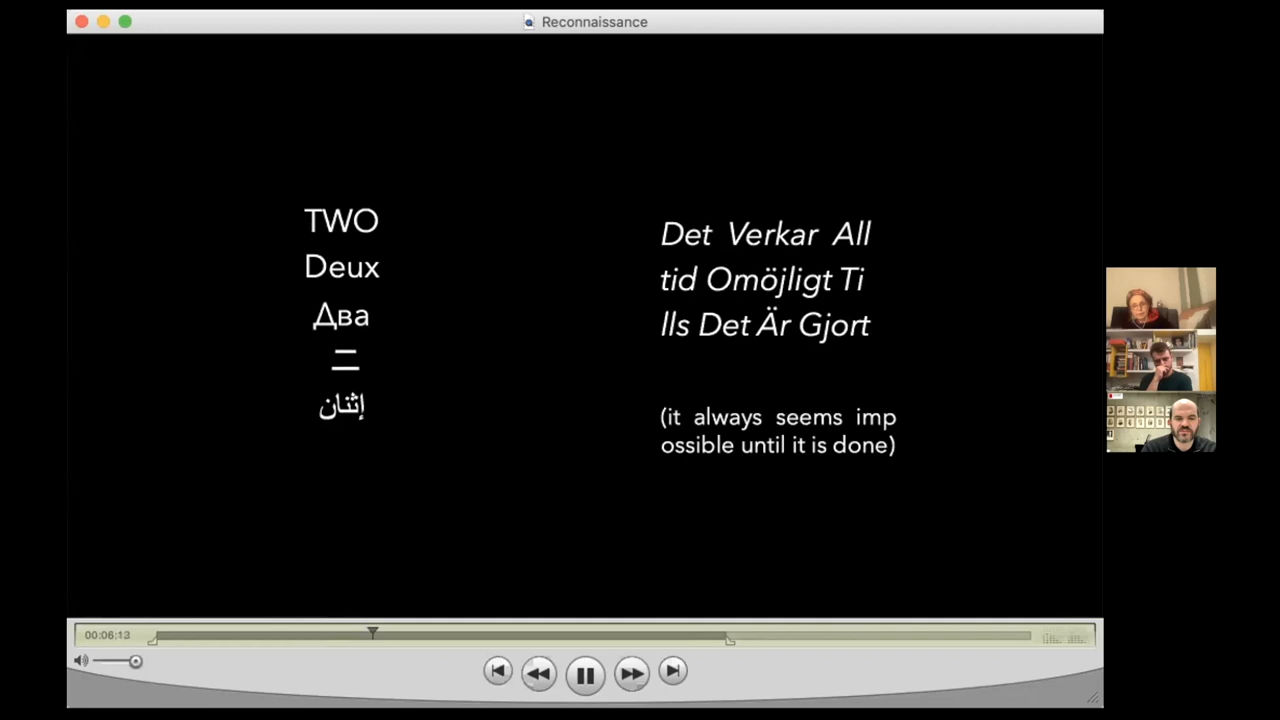 Reconnaissance
TWO
Deux
Два
二
إثنان
Det Verkar All
tid Omöjligt Ti
lls Det Är Gjort
(it always seems imp
ossible until it is done)
00:06:13